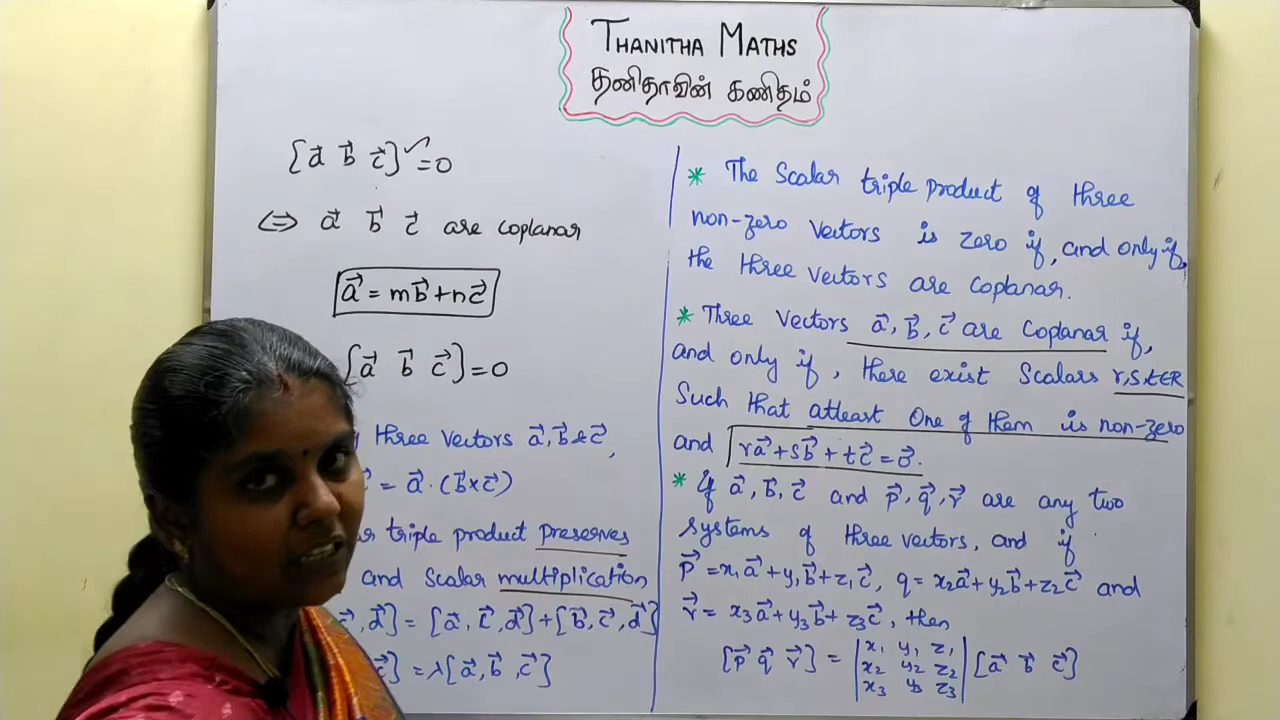 THANITHA MATHS
தனிதாவின் கணிதம்
[a⃗ b⃗ c⃗] ✓ = 0
⇔ a⃗ b⃗ c⃗ are coplanar
a⃗ = mb⃗ + nc⃗
[a⃗ b⃗ c⃗] = 0
three vectors a⃗, b⃗ & c⃗,
= a⃗ · (b⃗ × c⃗)
triple product preserves
and scalar multiplication
, d⃗] = [a⃗, c⃗, d⃗] + [b⃗, c⃗, d⃗]
c⃗] = λ[a⃗, b⃗, c⃗]
* The scalar triple product of three
non-zero vectors is zero if, and only if,
the three vectors are coplanar.
* Three vectors a⃗, b⃗, c⃗ are coplanar if,
and only if, there exist scalars r,s,t∈R
Such that atleast One of them is non-zero
and ra⃗ + sb⃗ + tc⃗ = 0⃗.
* If a⃗, b⃗, c⃗ and p⃗, q⃗, r⃗ are any two
systems of three vectors, and if
p⃗ = x₁a⃗ + y₁b⃗ + z₁c⃗, q = x₂a⃗ + y₂b⃗ + z₂c⃗ and
r⃗ = x₃a⃗ + y₃b⃗ + z₃c⃗, then
[p⃗ q⃗ r⃗] = | x₁ y₁ z₁ |
| x₂ y₂ z₂ | [a⃗ b⃗ c⃗]
| x₃ y₃ z₃ |